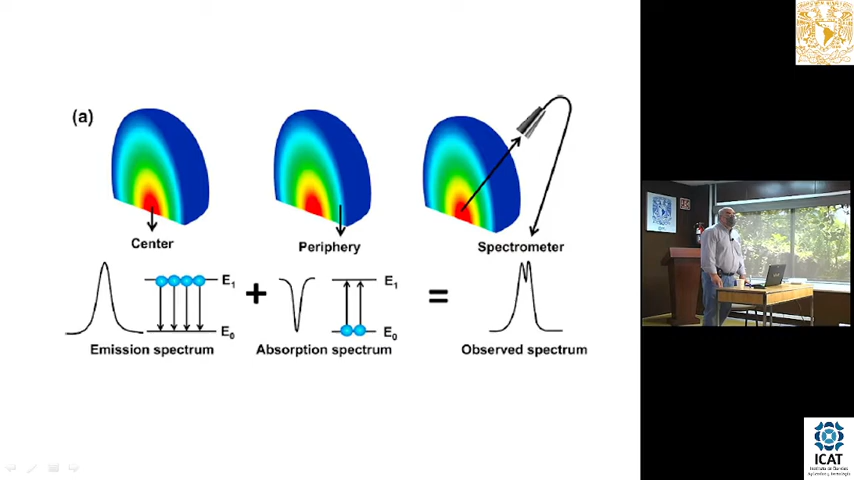 (a)
Center
Periphery
Spectrometer
E1
E0
+
E1
E0
=
Emission spectrum
Absorption spectrum
Observed spectrum
ICAT